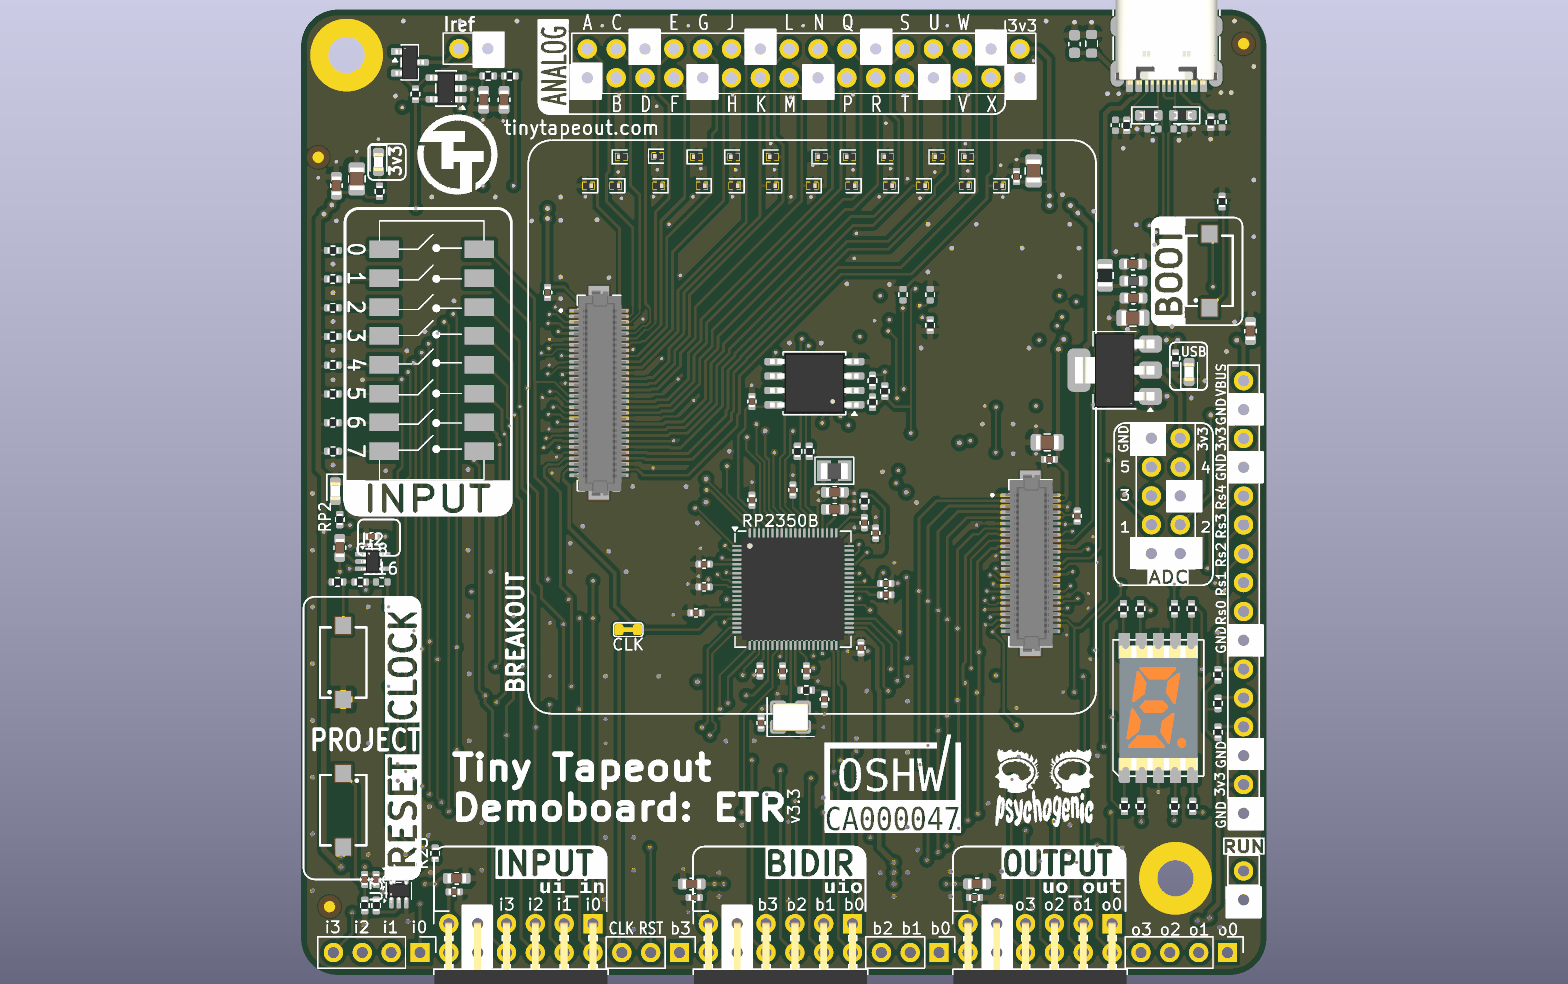 Iref
ANALOG
A C E G J L N Q S U W 3v3
B D F H K M P R T V X
tinytapeout.com
TT
3v3
BOOT
0
1
2
3
4
5
6
7
INPUT
USB
VBUS
GND
3v3
GND
Rs4
Rs3
Rs2
Rs1
Rs0
GND
GND
3v3
GND
GND 3v3
5 4
3
1 2
ADC
RP2
RP2350B
BREAKOUT
CLK
CLOCK
PROJECT
RESET
Tiny Tapeout
Demoboard: ETR
v3.3
OSHW
CA000047
psychogenic
8.
RUN
INPUT
ui_in
i3 i2 i1 i0
BIDIR
uio
b3 b2 b1 b0
OUTPUT
uo_out
o3 o2 o1 o0
i3 i2 i1 i0
CLK RST b3
b2 b1 b0
o3 o2 o1 o0